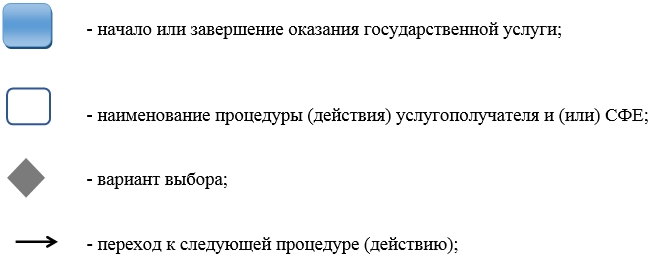 - начало или завершение оказания государственной услуги;
- наименование процедуры (действия) услугополучателя и (или) СФЕ;
- вариант выбора;
- переход к следующей процедуре (действию);